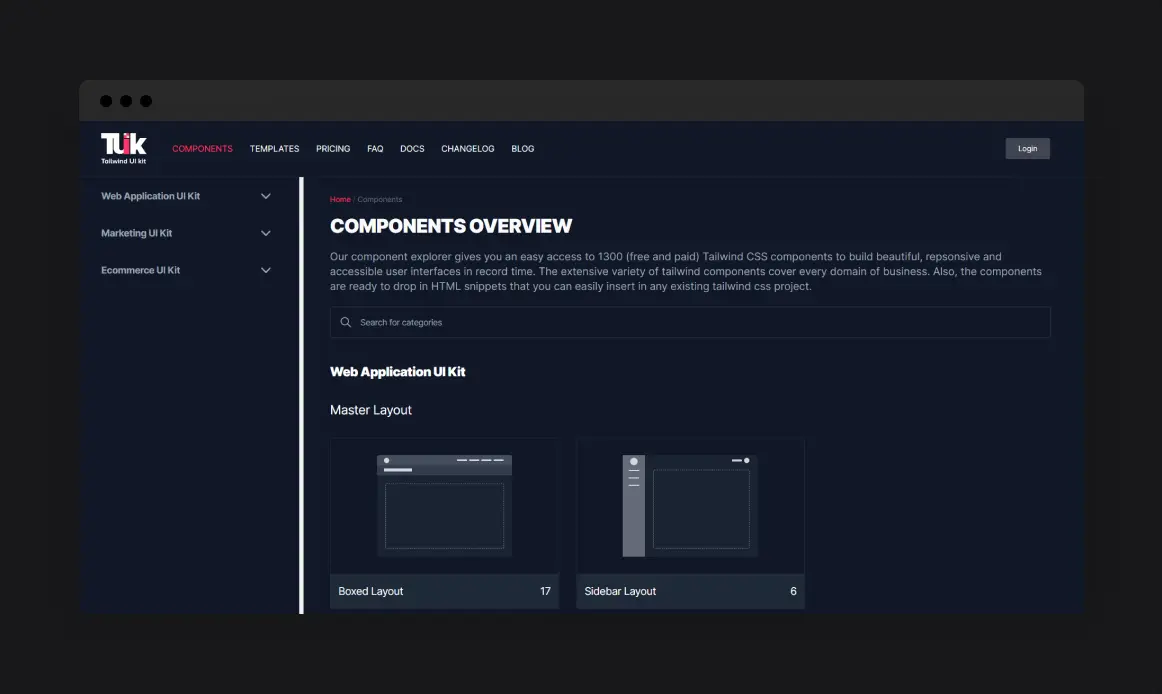 TUk
Tailwind UI kit
COMPONENTS TEMPLATES PRICING FAQ DOCS CHANGELOG BLOG
Login
Web Application UI Kit
Marketing UI Kit
Ecommerce UI Kit
Home / Components
COMPONENTS OVERVIEW
Our component explorer gives you an easy access to 1300 (free and paid) Tailwind CSS components to build beautiful, repsonsive and
accessible user interfaces in record time. The extensive variety of tailwind components cover every domain of business. Also, the components
are ready to drop in HTML snippets that you can easily insert in any existing tailwind css project.
Search for categories
Web Application UI Kit
Master Layout
Boxed Layout 17
Sidebar Layout 6